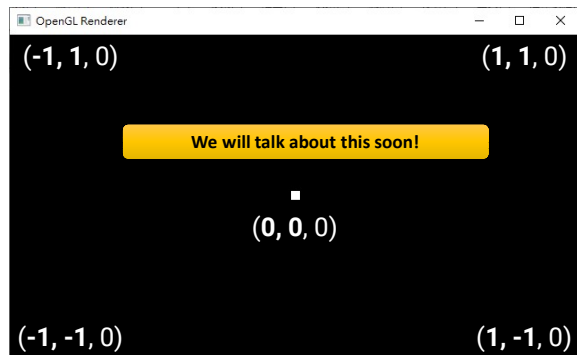 OpenGL Renderer
(-1, 1, 0) (1, 1, 0)
We will talk about this soon!
(0, 0, 0)
(-1, -1, 0) (1, -1, 0)